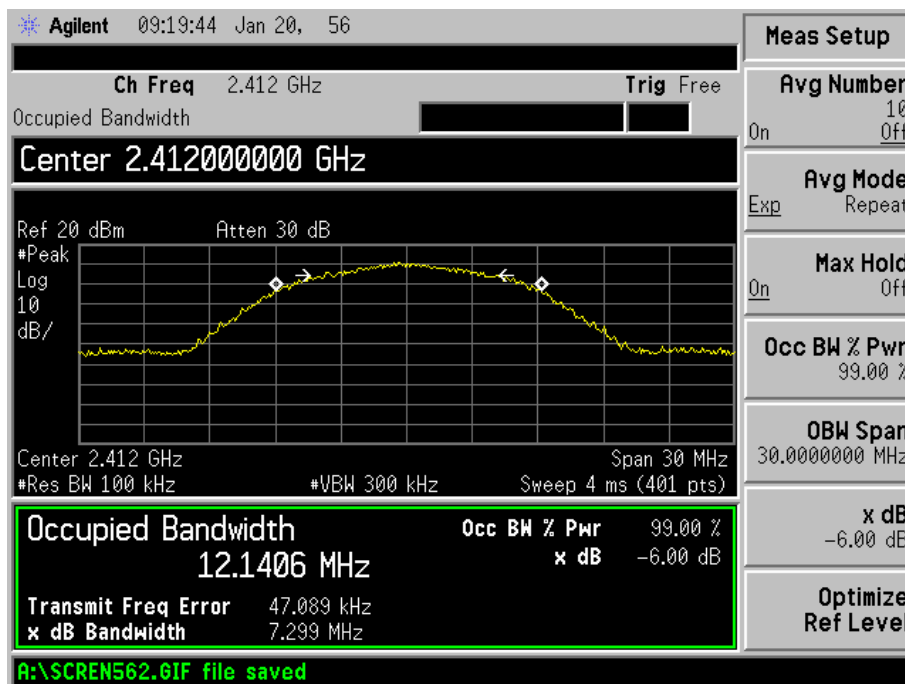 Agilent 09:19:44 Jan 20, 56
Ch Freq 2.412 GHz Trig Free
Occupied Bandwidth
Center 2.412000000 GHz
Ref 20 dBm Atten 30 dB
#Peak
Log
10
dB/
Center 2.412 GHz Span 30 MHz
#Res BW 100 kHz #VBW 300 kHz Sweep 4 ms (401 pts)
Occupied Bandwidth Occ BW % Pwr 99.00 %
12.1406 MHz x dB -6.00 dB
Transmit Freq Error 47.089 kHz
x dB Bandwidth 7.299 MHz
A:\SCREN562.GIF file saved
Meas Setup
Avg Number
10
On Off
Avg Mode
Exp Repeat
Max Hold
On Off
Occ BW % Pwr
99.00 %
OBW Span
30.0000000 MHz
x dB
-6.00 dB
Optimize
Ref Level